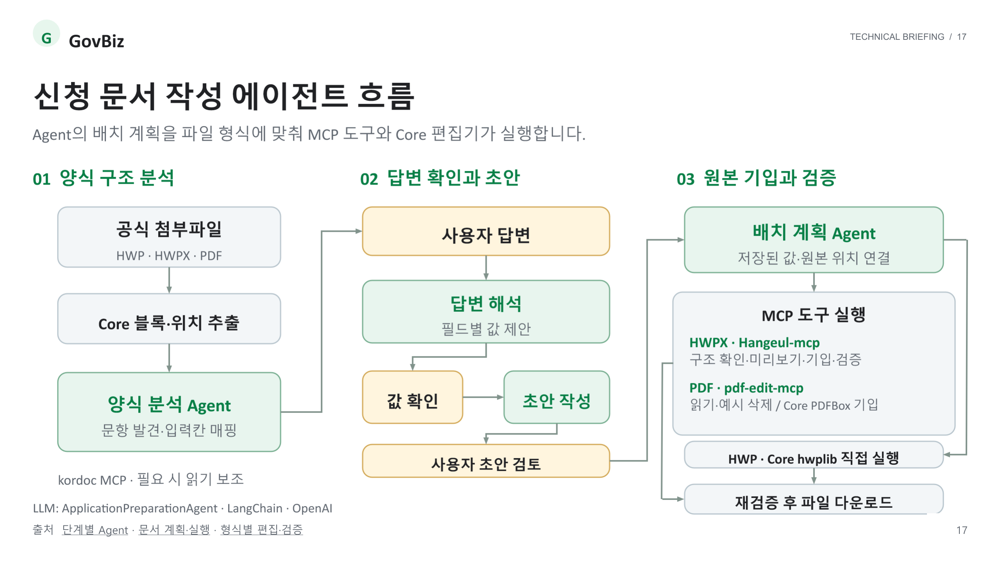 G GovBiz
TECHNICAL BRIEFING / 17
신청 문서 작성 에이전트 흐름
Agent의 배치 계획을 파일 형식에 맞춰 MCP 도구와 Core 편집기가 실행합니다.
01 양식 구조 분석
공식 첨부파일
HWP · HWPX · PDF
Core 블록·위치 추출
양식 분석 Agent
문항 발견·입력칸 매핑
kordoc MCP · 필요 시 읽기 보조
02 답변 확인과 초안
사용자 답변
답변 해석
필드별 값 제안
값 확인
초안 작성
사용자 초안 검토
03 원본 기입과 검증
배치 계획 Agent
저장된 값·원본 위치 연결
MCP 도구 실행
HWPX · Hangeul-mcp
구조 확인·미리보기·기입·검증
PDF · pdf-edit-mcp
읽기·예시 삭제 / Core PDFBox 기입
HWP · Core hwplib 직접 실행
재검증 후 파일 다운로드
LLM: ApplicationPreparationAgent · LangChain · OpenAI
출처 단계별 Agent · 문서 계획·실행 · 형식별 편집·검증
17